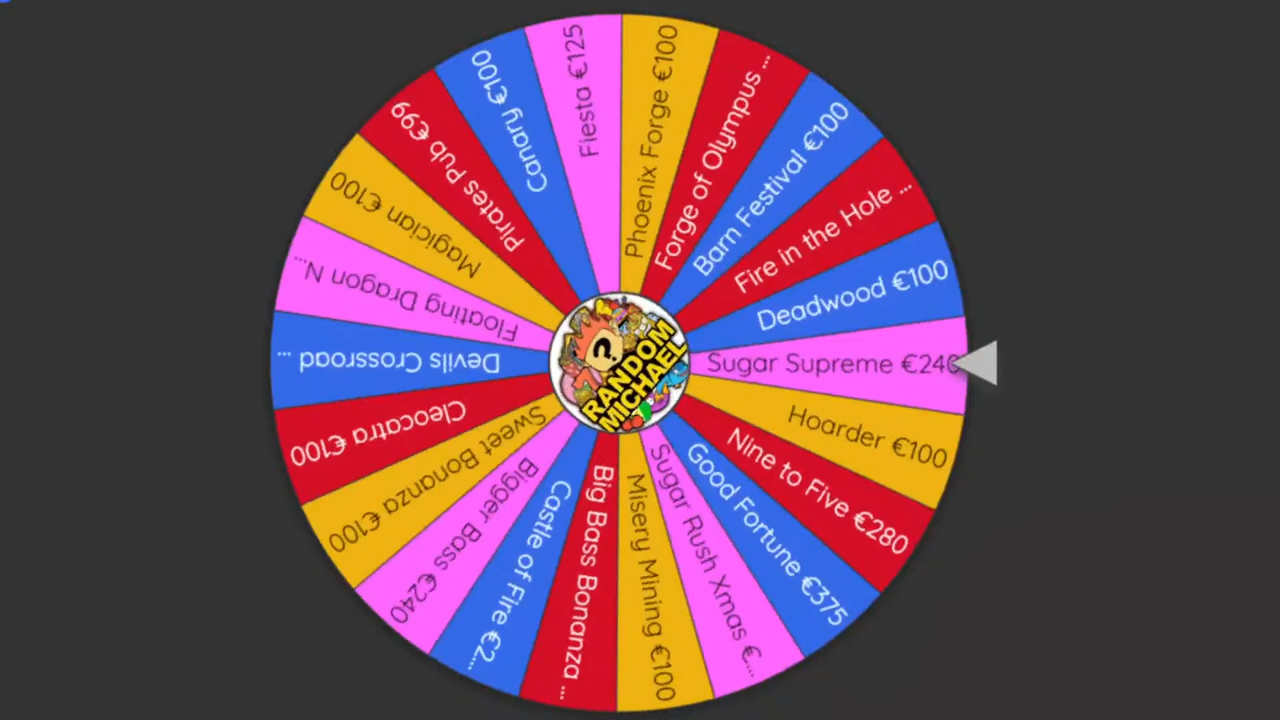 Fiesta €125
Phoenix Forge €100
Forge of Olympus ...
Barn Festival €100
Fire in the Hole ...
Deadwood €100
Sugar Supreme €240
Hoarder €100
Nine to Five €280
Good Fortune €375
Sugar Rush Xmas €...
Misery Mining €100
Big Bass Bonanza ...
Castle of Fire €2...
Bigger Bass €240
Sweet Bonanza €100
Cleocatra €100
Devils Crossroad ...
Floating Dragon N...
Magician €100
Pirates Pub €99
Canary €100
?
RANDOM
MICHAEL